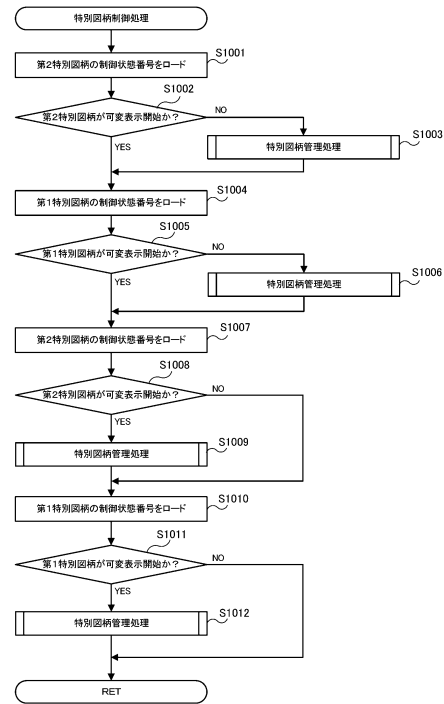 特別図柄制御処理
S1001
第2特別図柄の制御状態番号をロード
S1002
第2特別図柄が可変表示開始か?
NO
YES
S1003
特別図柄管理処理
S1004
第1特別図柄の制御状態番号をロード
S1005
第1特別図柄が可変表示開始か?
NO
YES
S1006
特別図柄管理処理
S1007
第2特別図柄の制御状態番号をロード
S1008
第2特別図柄が可変表示開始か?
NO
YES
S1009
特別図柄管理処理
S1010
第1特別図柄の制御状態番号をロード
S1011
第1特別図柄が可変表示開始か?
NO
YES
S1012
特別図柄管理処理
RET